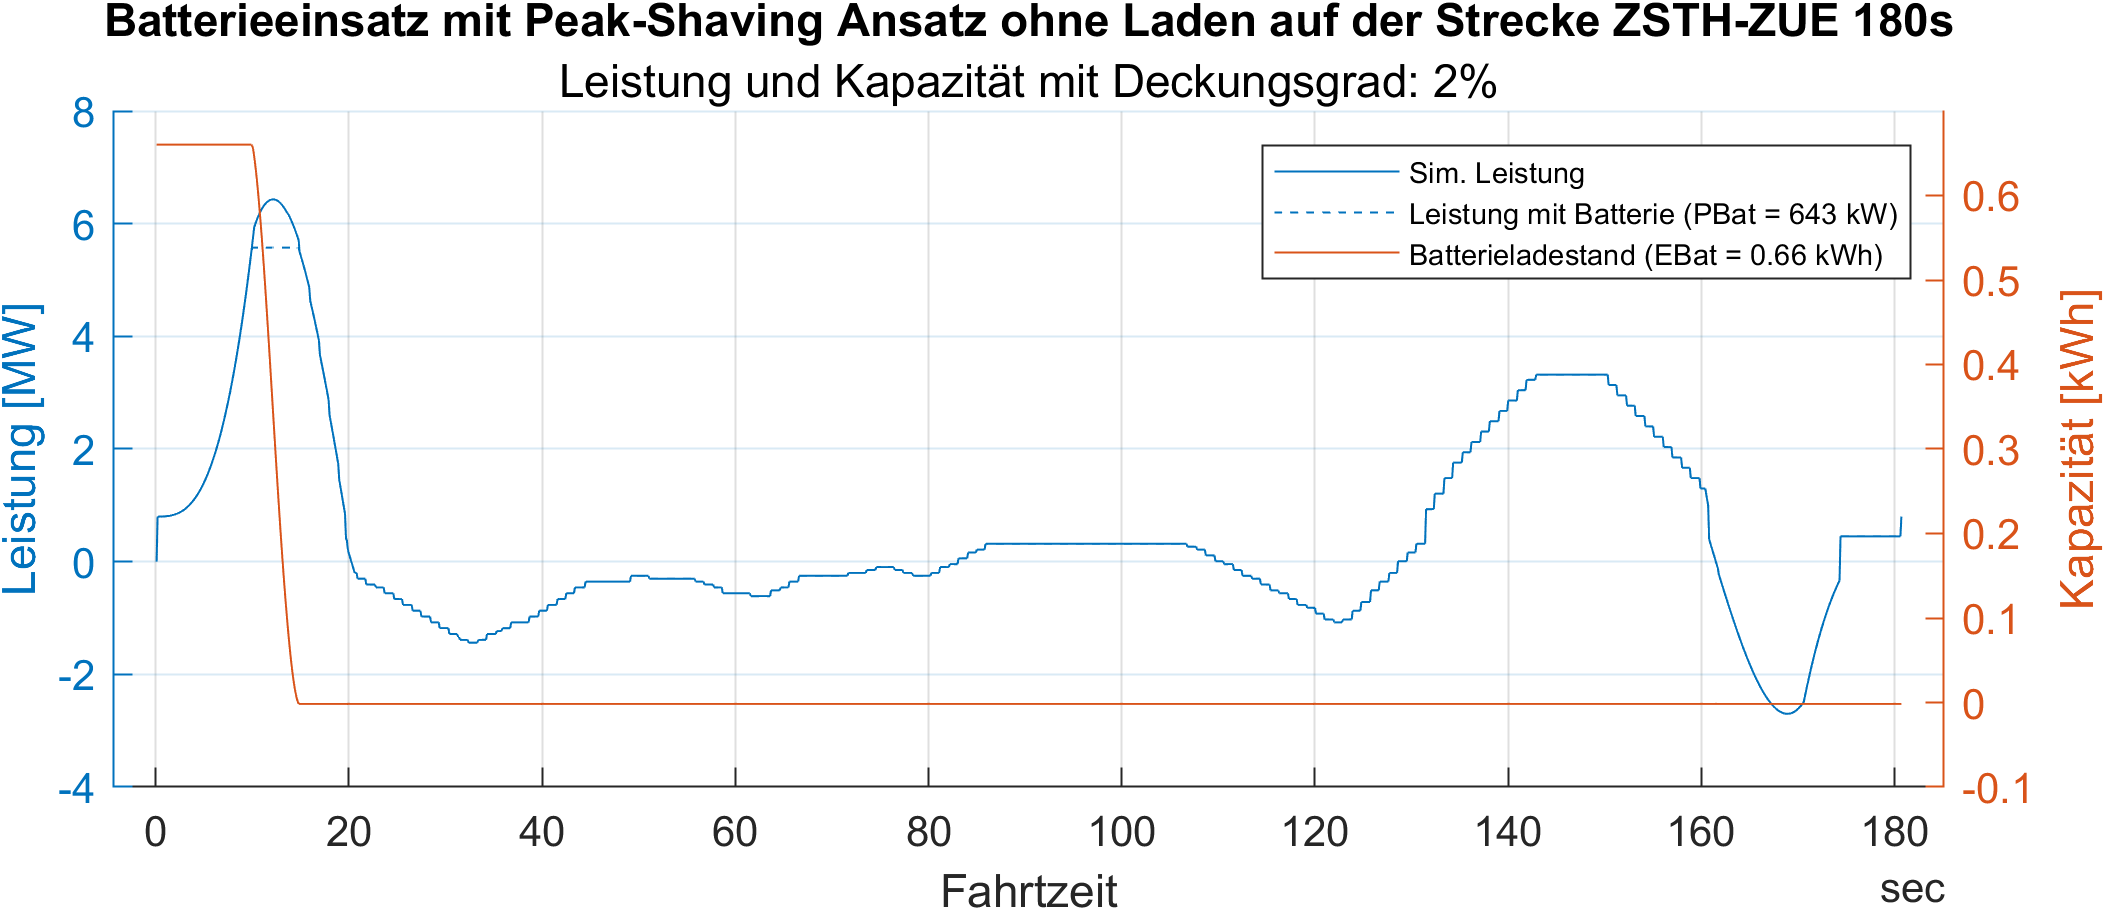 Batterieeinsatz mit Peak-Shaving Ansatz ohne Laden auf der Strecke ZSTH-ZUE 180s
Leistung und Kapazität mit Deckungsgrad: 2%
Leistung [MW]
8
6
4
2
0
-2
-4
Sim. Leistung
Leistung mit Batterie (PBat = 643 kW)
Batterieladestand (EBat = 0.66 kWh)
0.6
0.5
0.4
0.3
0.2
0.1
0
-0.1
Kapazität [kWh]
0 20 40 60 80 100 120 140 160 180
Fahrtzeit
sec